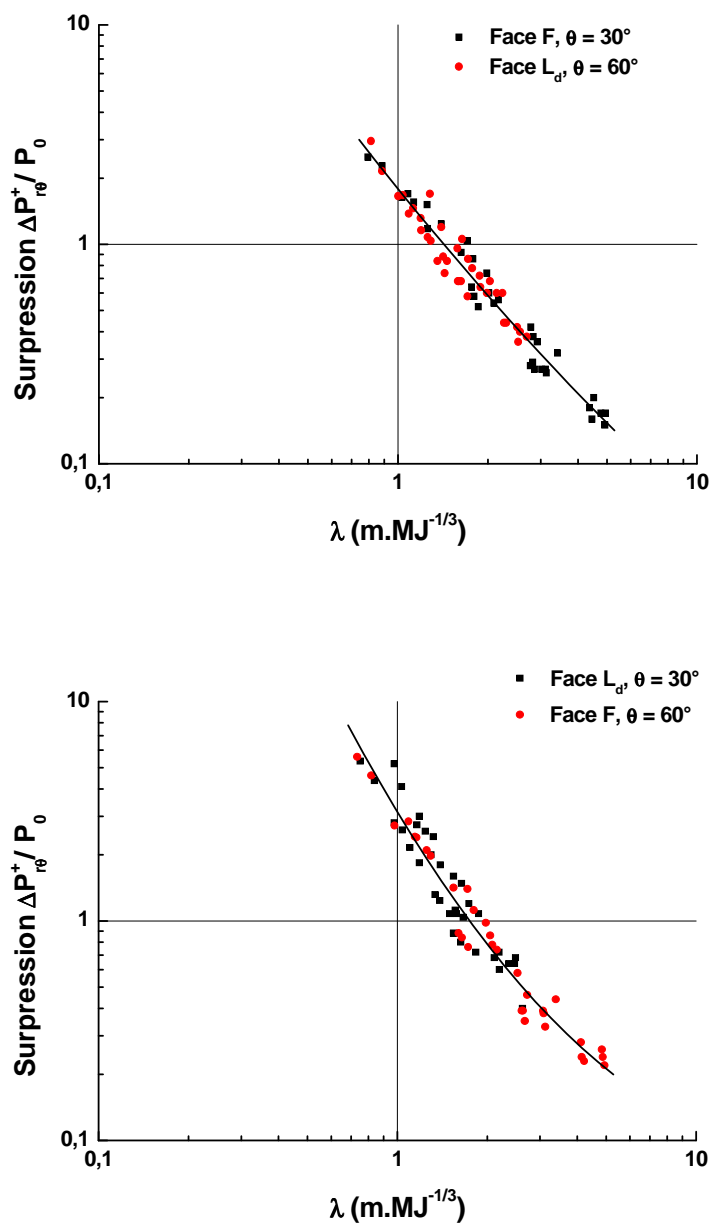 Face F, θ = 30°
Face L_d, θ = 60°
10
1
0,1
Surpression ΔP⁺_rθ/ P_0
0,1 1 10
λ (m.MJ^-1/3)
Face L_d, θ = 30°
Face F, θ = 60°
10
1
0,1
Surpression ΔP⁺_rθ/ P_0
0,1 1 10
λ (m.MJ^-1/3)